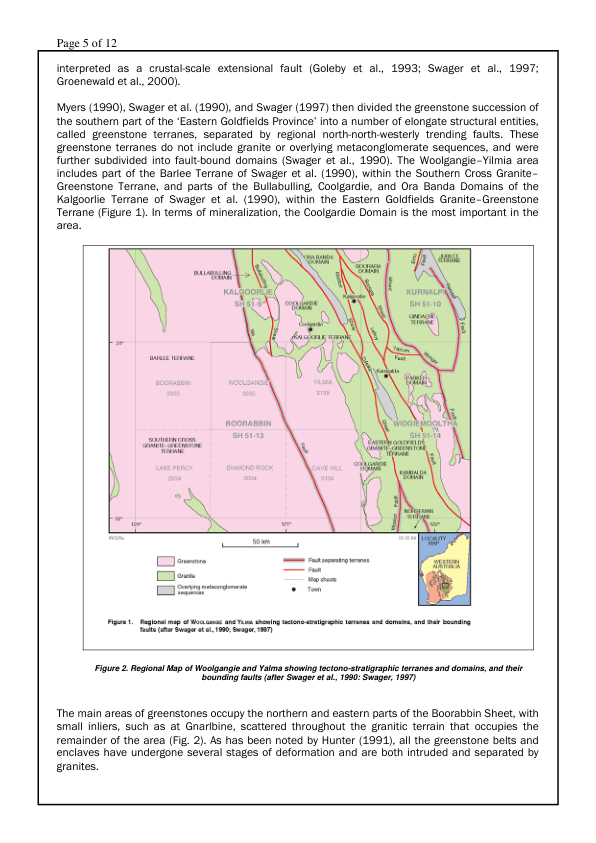 Page 5 of 12
interpreted as a crustal-scale extensional fault (Goleby et al., 1993; Swager et al., 1997;
Groenewald et al., 2000).
Myers (1990), Swager et al. (1990), and Swager (1997) then divided the greenstone succession of
the southern part of the 'Eastern Goldfields Province' into a number of elongate structural entities,
called greenstone terranes, separated by regional north-north-westerly trending faults. These
greenstone terranes do not include granite or overlying metaconglomerate sequences, and were
further subdivided into fault-bound domains (Swager et al., 1990). The Woolgangie–Yilmia area
includes part of the Barlee Terrane of Swager et al. (1990), within the Southern Cross Granite–
Greenstone Terrane, and parts of the Bullabulling, Coolgardie, and Ora Banda Domains of the
Kalgoorlie Terrane of Swager et al. (1990), within the Eastern Goldfields Granite–Greenstone
Terrane (Figure 1). In terms of mineralization, the Coolgardie Domain is the most important in the
area.
ORA BANDA
DOMAIN
JUBILEE
TERRANE
BOORARA
DOMAIN
BULLABULLING
DOMAIN
KALGOORLIE
SH 51-9
KURNALPI
SH 51-10
Kalgoorlie
COOLGARDIE
DOMAIN
GINDALBIE
TERRANE
Coolgardie
KALGOORLIE TERRANE
BARLEE TERRANE
Kambalda
PARKER
DOMAIN
BOORABBIN
2935
WOOLGANGIE
3035
YILMIA
3135
BOORABBIN
SH 51-13
WIDGIEMOOLTHA
SH 51-14
SOUTHERN CROSS
GRANITE-GREENSTONE
TERRANE
EASTERN GOLDFIELDS
GRANITE-GREENSTONE
TERRANE
COOLGARDIE
DOMAIN
LAKE PERCY
2934
DIAMOND ROCK
3034
CAVE HILL
3134
KAMBALDA
DOMAIN
NORSEMAN
TERRANE
50 km
LOCALITY
MAP
WESTERN
AUSTRALIA
Greenstone
Granite
Overlying metaconglomerate
sequences
Fault separating terranes
Fault
Map sheets
Town
Figure 1. Regional map of WOOLGANGIE and YILMIA showing tectono-stratigraphic terranes and domains, and their bounding
faults (after Swager et al., 1990; Swager, 1997)
Figure 2. Regional Map of Woolgangie and Yalma showing tectono-stratigraphic terranes and domains, and their
bounding faults (after Swager et al., 1990: Swager, 1997)
The main areas of greenstones occupy the northern and eastern parts of the Boorabbin Sheet, with
small inliers, such as at Gnarlbine, scattered throughout the granitic terrain that occupies the
remainder of the area (Fig. 2). As has been noted by Hunter (1991), all the greenstone belts and
enclaves have undergone several stages of deformation and are both intruded and separated by
granites.